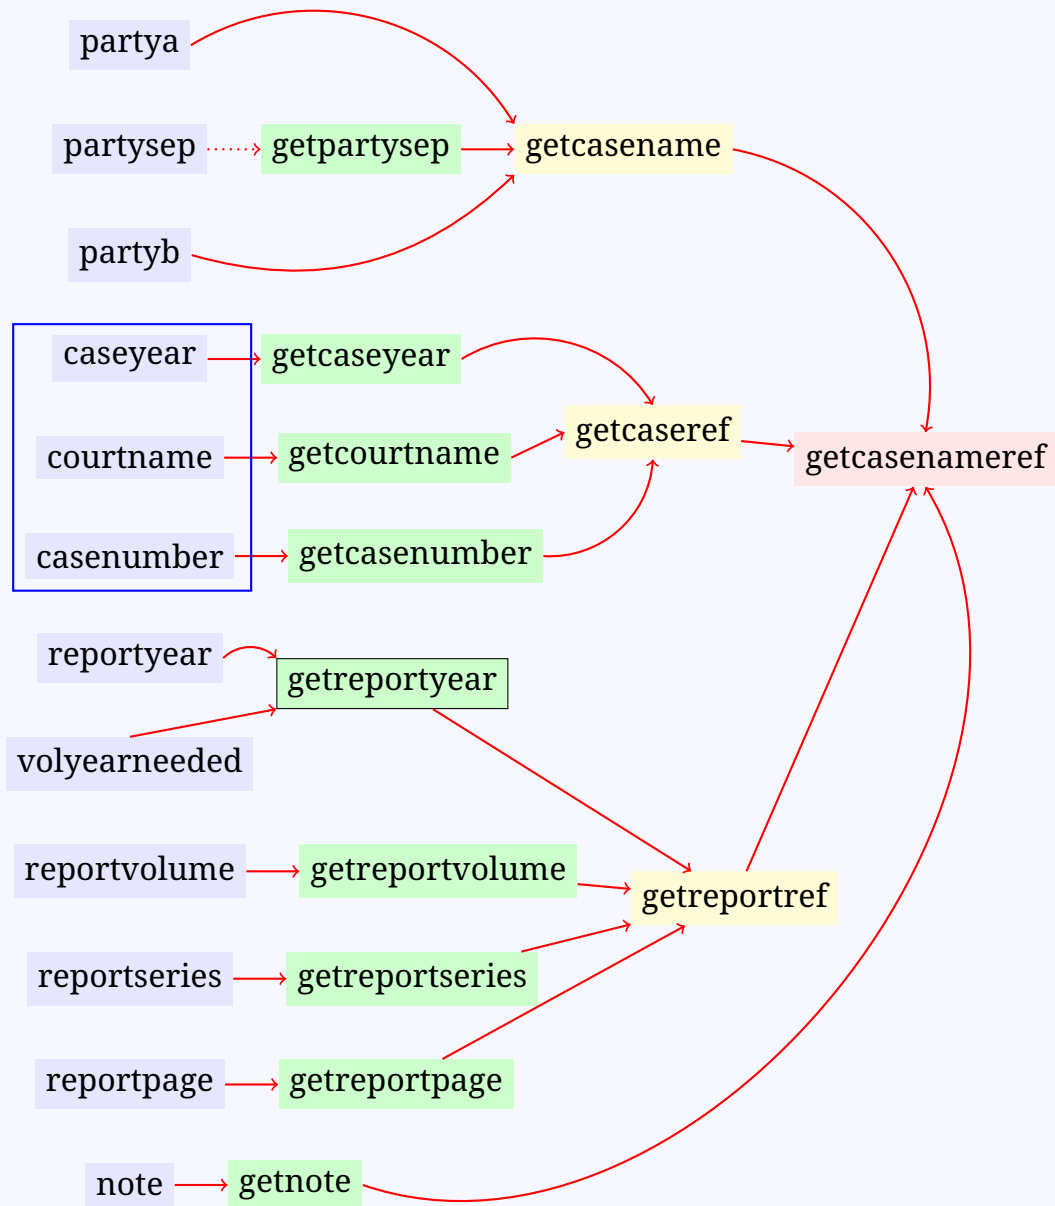 partya
partysep
getpartysep
getcasename
partyb
caseyear
getcaseyear
getcaseref
courtname
getcourtname
getcasenameref
casenumber
getcasenumber
reportyear
getreportyear
volyearneeded
reportvolume
getreportvolume
getreportref
reportseries
getreportseries
reportpage
getreportpage
note
getnote